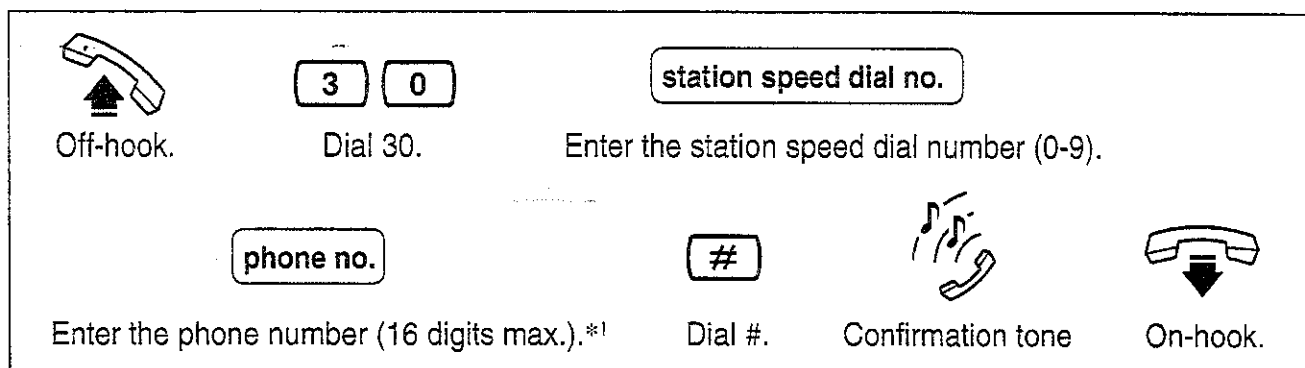 3 0 station speed dial no.
Off-hook. Dial 30. Enter the station speed dial number (0-9).
phone no. #
Enter the phone number (16 digits max.).*1 Dial #. Confirmation tone On-hook.